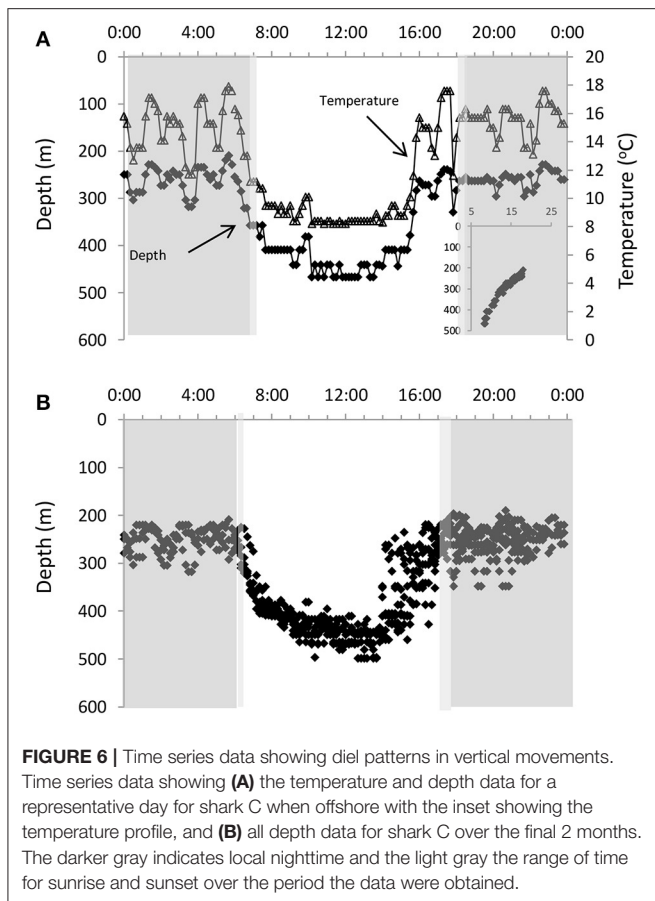 A
0:00 4:00 8:00 12:00 16:00 20:00 0:00
0 20
100 18
16
200 14
12
300 10
400 8
6
500 4
2
600 0
Depth (m)
Temperature (°C)
Temperature
Depth
5 15 25
0
100
200
300
400
500
B
0:00 4:00 8:00 12:00 16:00 20:00 0:00
0
100
200
300
400
500
600
Depth (m)
FIGURE 6 | Time series data showing diel patterns in vertical movements.
Time series data showing (A) the temperature and depth data for a
representative day for shark C when offshore with the inset showing the
temperature profile, and (B) all depth data for shark C over the final 2 months.
The darker gray indicates local nighttime and the light gray the range of time
for sunrise and sunset over the period the data were obtained.